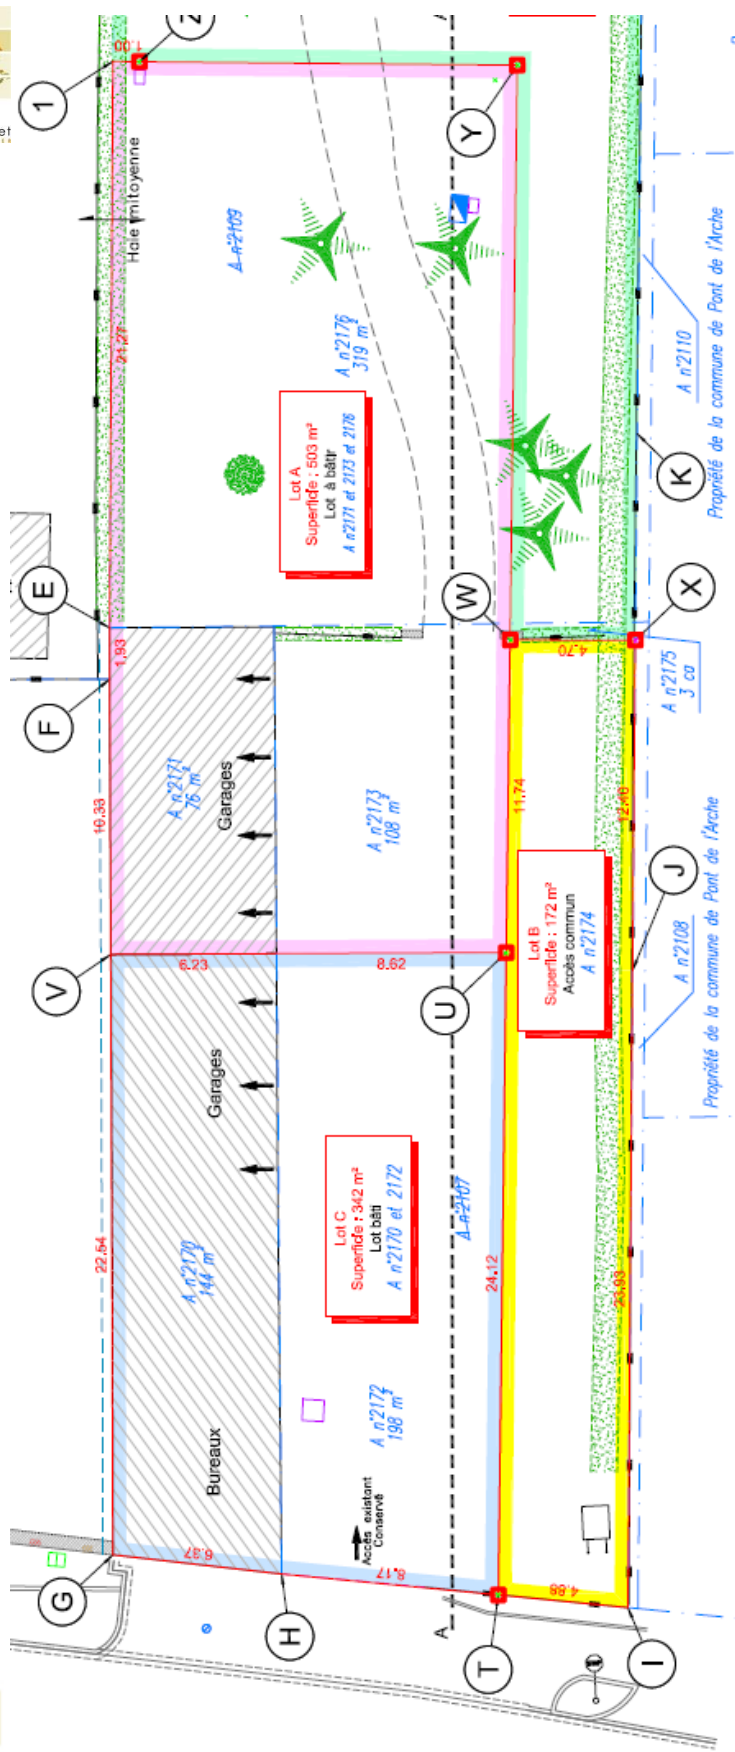 et
1
1.00
2
Y
Haie mitoyenne
A n°2109
21.27
A n°2176
319 m²
A n°2110
Propriété de la commune de Pont de l'Arche
Lot A
Superficie : 503 m²
Lot à bâtir
A n°2171 et 2173 et 2176
K
E
W
X
1.93
4.70
A n°2175
3 ca
F
A n°2171
76 m²
Garages
10.33
A n°2173
108 m²
11.74
12.40
J
Lot B
Superficie : 172 m²
Accès commun
A n°2174
A n°2108
Propriété de la commune de Pont de l'Arche
V
6.23
8.62
U
Garages
Lot C
Superficie : 342 m²
Lot bâti
A n°2170 et 2172
A n°2107
22.54
A n°2170
144 m²
24.12
23.93
A n°2172
198 m²
Bureaux
Accès existant
Conservé
6.37
8.17
4.88
G
H
A
T
I